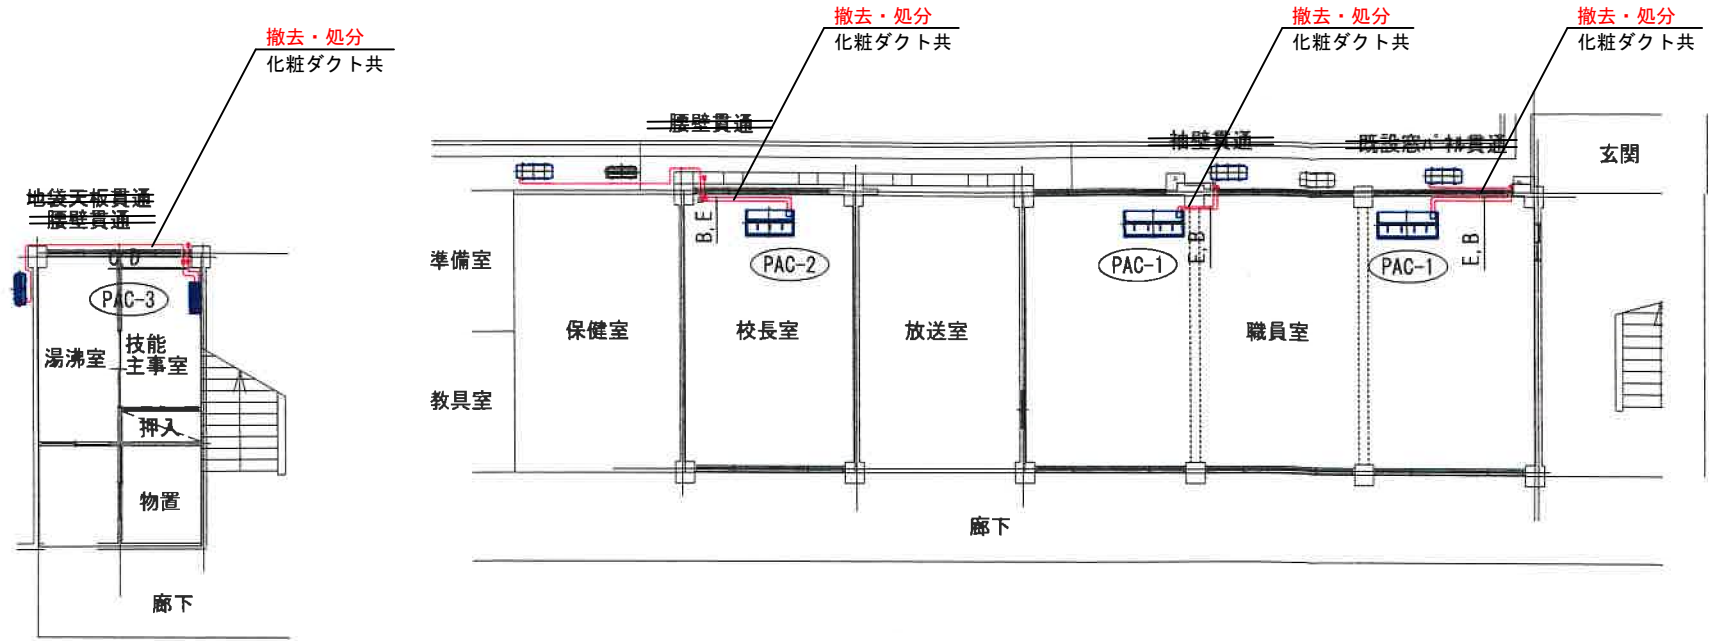 撤去・処分
化粧ダクト共
撤去・処分
化粧ダクト共
撤去・処分
化粧ダクト共
撤去・処分
化粧ダクト共
腰壁貫通
袖壁貫通
既設窓パネル貫通
玄関
地袋天板貫通
腰壁貫通
C D
PAC-3
湯沸室
技能
主事室
押入
物置
廊下
準備室
教具室
保健室
B, E
PAC-2
校長室
放送室
PAC-1
E, B
職員室
PAC-1
E, B
廊下